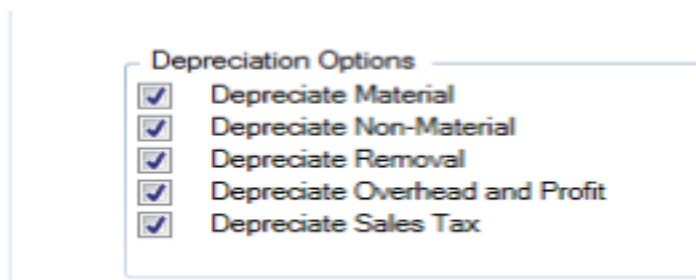 Depreciation Options
Depreciate Material
Depreciate Non-Material
Depreciate Removal
Depreciate Overhead and Profit
Depreciate Sales Tax